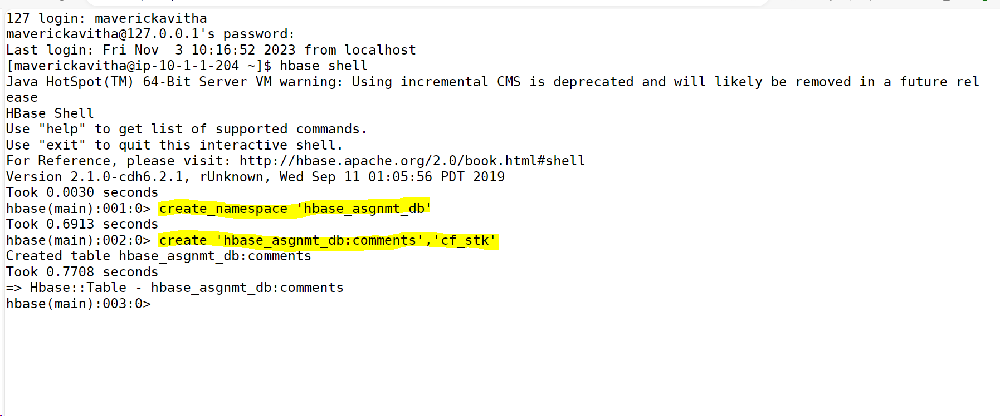 127 login: maverickavitha
maverickavitha@127.0.0.1's password:
Last login: Fri Nov  3 10:16:52 2023 from localhost
[maverickavitha@ip-10-1-1-204 ~]$ hbase shell
Java HotSpot(TM) 64-Bit Server VM warning: Using incremental CMS is deprecated and will likely be removed in a future rel
ease
HBase Shell
Use "help" to get list of supported commands.
Use "exit" to quit this interactive shell.
For Reference, please visit: http://hbase.apache.org/2.0/book.html#shell
Version 2.1.0-cdh6.2.1, rUnknown, Wed Sep 11 01:05:56 PDT 2019
Took 0.0030 seconds
hbase(main):001:0> create_namespace 'hbase_asgnmt_db'
Took 0.6913 seconds
hbase(main):002:0> create 'hbase_asgnmt_db:comments','cf_stk'
Created table hbase_asgnmt_db:comments
Took 0.7708 seconds
=> Hbase::Table - hbase_asgnmt_db:comments
hbase(main):003:0>